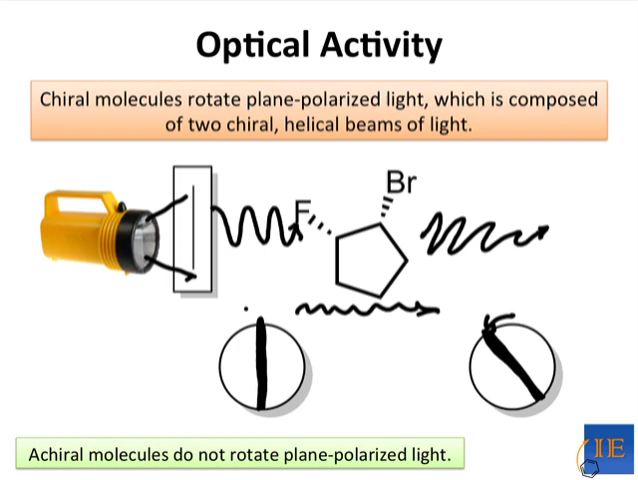 Optical Activity
Chiral molecules rotate plane-polarized light, which is composed
of two chiral, helical beams of light.
Br
F
Achiral molecules do not rotate plane-polarized light.
IE